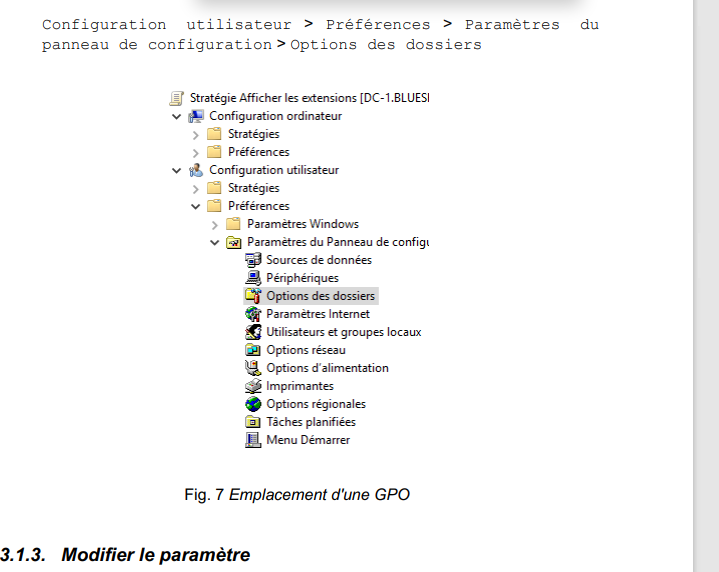 Configuration utilisateur > Préférences > Paramètres du
panneau de configuration > Options des dossiers
Stratégie Afficher les extensions [DC-1.BLUESI
Configuration ordinateur
Stratégies
Préférences
Configuration utilisateur
Stratégies
Préférences
Paramètres Windows
Paramètres du Panneau de configu
Sources de données
Périphériques
Options des dossiers
Paramètres Internet
Utilisateurs et groupes locaux
Options réseau
Options d'alimentation
Imprimantes
Options régionales
Tâches planifiées
Menu Démarrer
Fig. 7 Emplacement d'une GPO
3.1.3. Modifier le paramètre